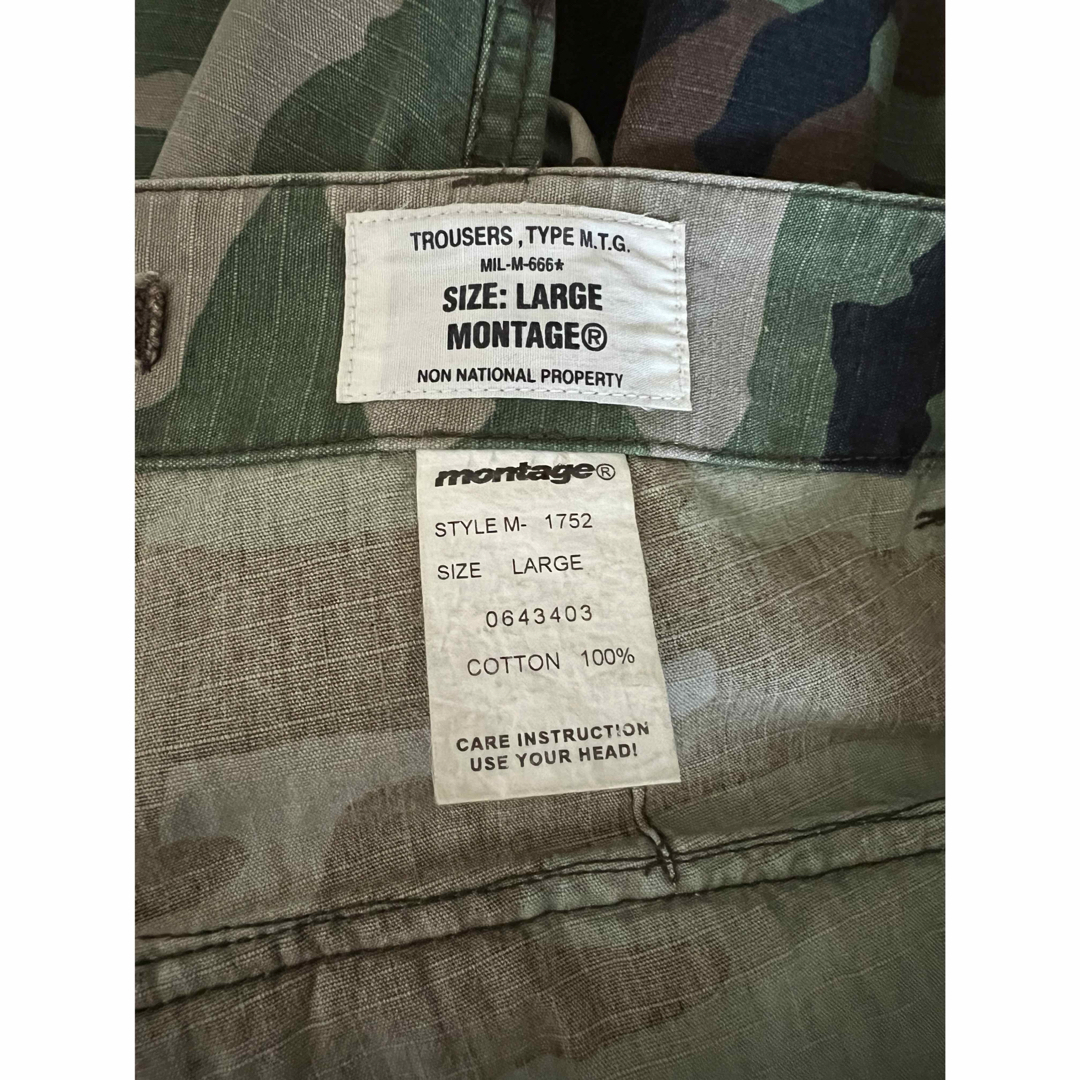 TROUSERS, TYPE M.T.G.
MIL-M-666★
SIZE: LARGE
MONTAGE®
NON NATIONAL PROPERTY
montage®
STYLE M- 1752
SIZE LARGE
0643403
COTTON 100%
CARE INSTRUCTION
USE YOUR HEAD!